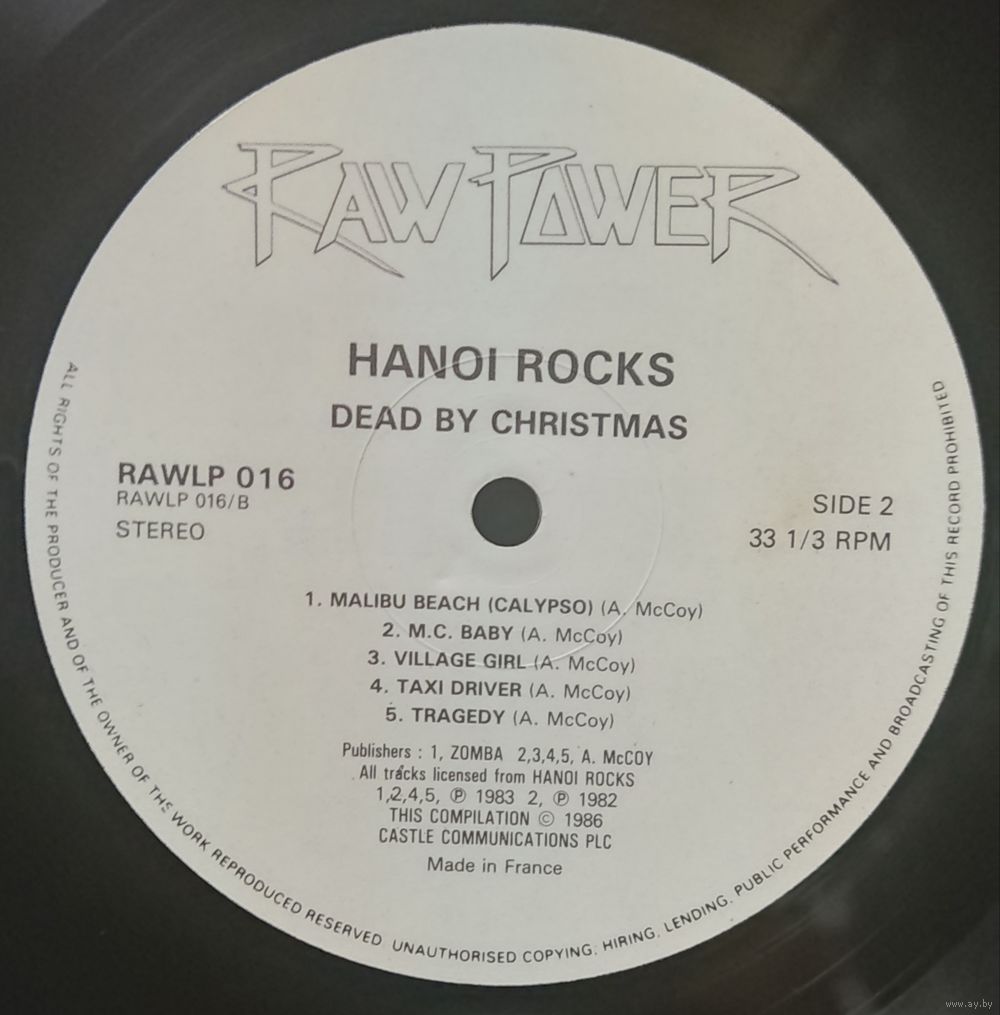 RAW POWER
HANOI ROCKS
DEAD BY CHRISTMAS
RAWLP 016
RAWLP 016/B
STEREO
SIDE 2
33 1/3 RPM
1. MALIBU BEACH (CALYPSO) (A. McCoy)
2. M.C. BABY (A. McCoy)
3. VILLAGE GIRL (A. McCoy)
4. TAXI DRIVER (A. McCoy)
5. TRAGEDY (A. McCoy)
Publishers : 1, ZOMBA 2,3,4,5, A. McCOY
All tracks licensed from HANOI ROCKS
1,2,4,5, ℗ 1983 2, ℗ 1982
THIS COMPILATION © 1986
CASTLE COMMUNICATIONS PLC
Made in France
ALL RIGHTS OF THE PRODUCER AND OF THE OWNER OF THS WORK REPRODUCED RESERVED UNAUTHORISED COPYING. HIRING. LENDING. PUBLIC PERFORMANCE AND BROADCASTING OF THIS RECORD PROHIBITED
www.ay.by